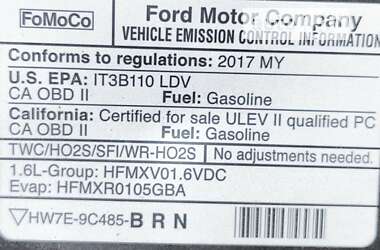 FoMoCo
Ford Motor Company
VEHICLE EMISSION CONTROL INFORMATION
Conforms to regulations: 2017 MY
U.S. EPA: IT3B110 LDV
CA OBD II Fuel: Gasoline
California: Certified for sale ULEV II qualified PC
CA OBD II Fuel: Gasoline
TWC/HO2S/SFI/WR-HO2S No adjustments needed.
1.6L-Group: HFMXV01.6VDC
Evap: HFMXR0105GBA
HW7E-9C485-BRN